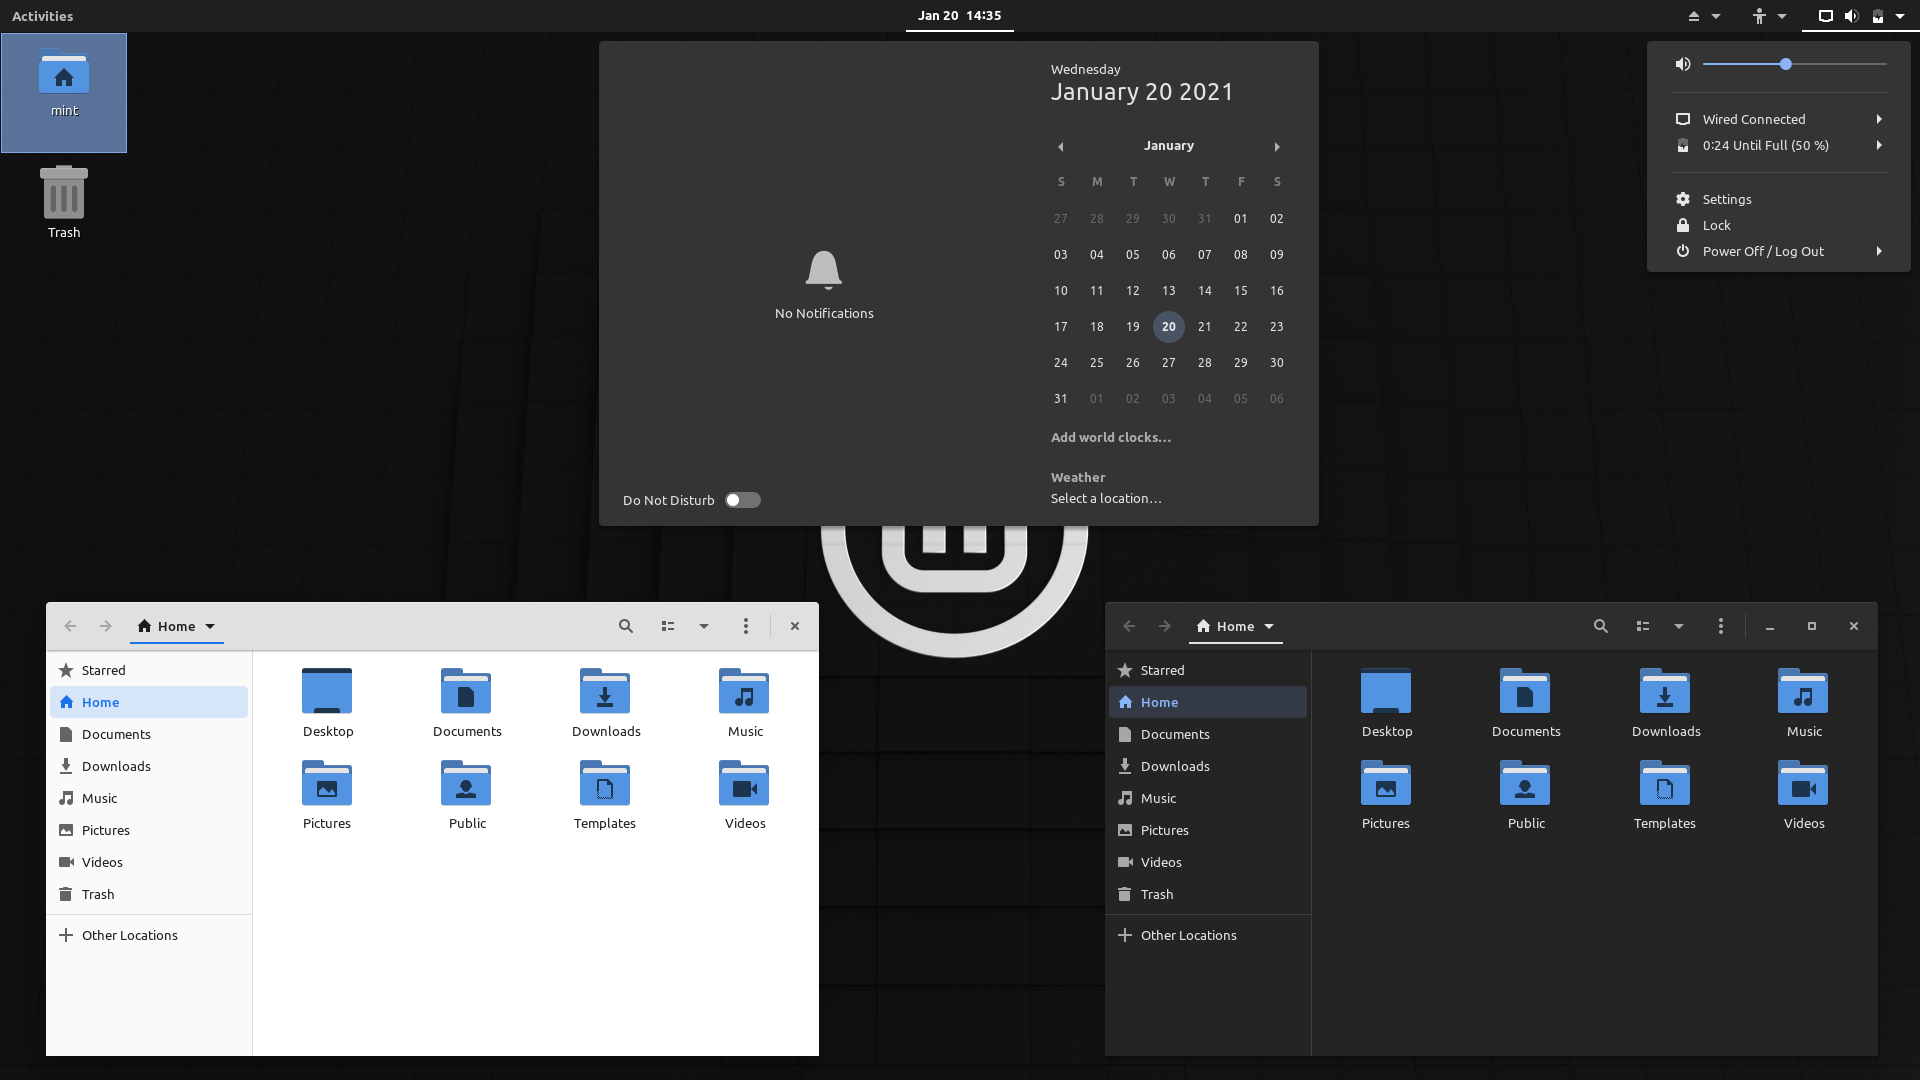 Activities
Jan 20  14:35
mint
Trash
No Notifications
Do Not Disturb
Wednesday
January 20 2021
January
S M T W T F S
27 28 29 30 31 01 02
03 04 05 06 07 08 09
10 11 12 13 14 15 16
17 18 19 20 21 22 23
24 25 26 27 28 29 30
31 01 02 03 04 05 06
Add world clocks…
Weather
Select a location…
Wired Connected
0:24 Until Full (50 %)
Settings
Lock
Power Off / Log Out
Home
Starred
Home
Documents
Downloads
Music
Pictures
Videos
Trash
Other Locations
Desktop Documents Downloads Music
Pictures Public Templates Videos
Home
Starred
Home
Documents
Downloads
Music
Pictures
Videos
Trash
Other Locations
Desktop Documents Downloads Music
Pictures Public Templates Videos